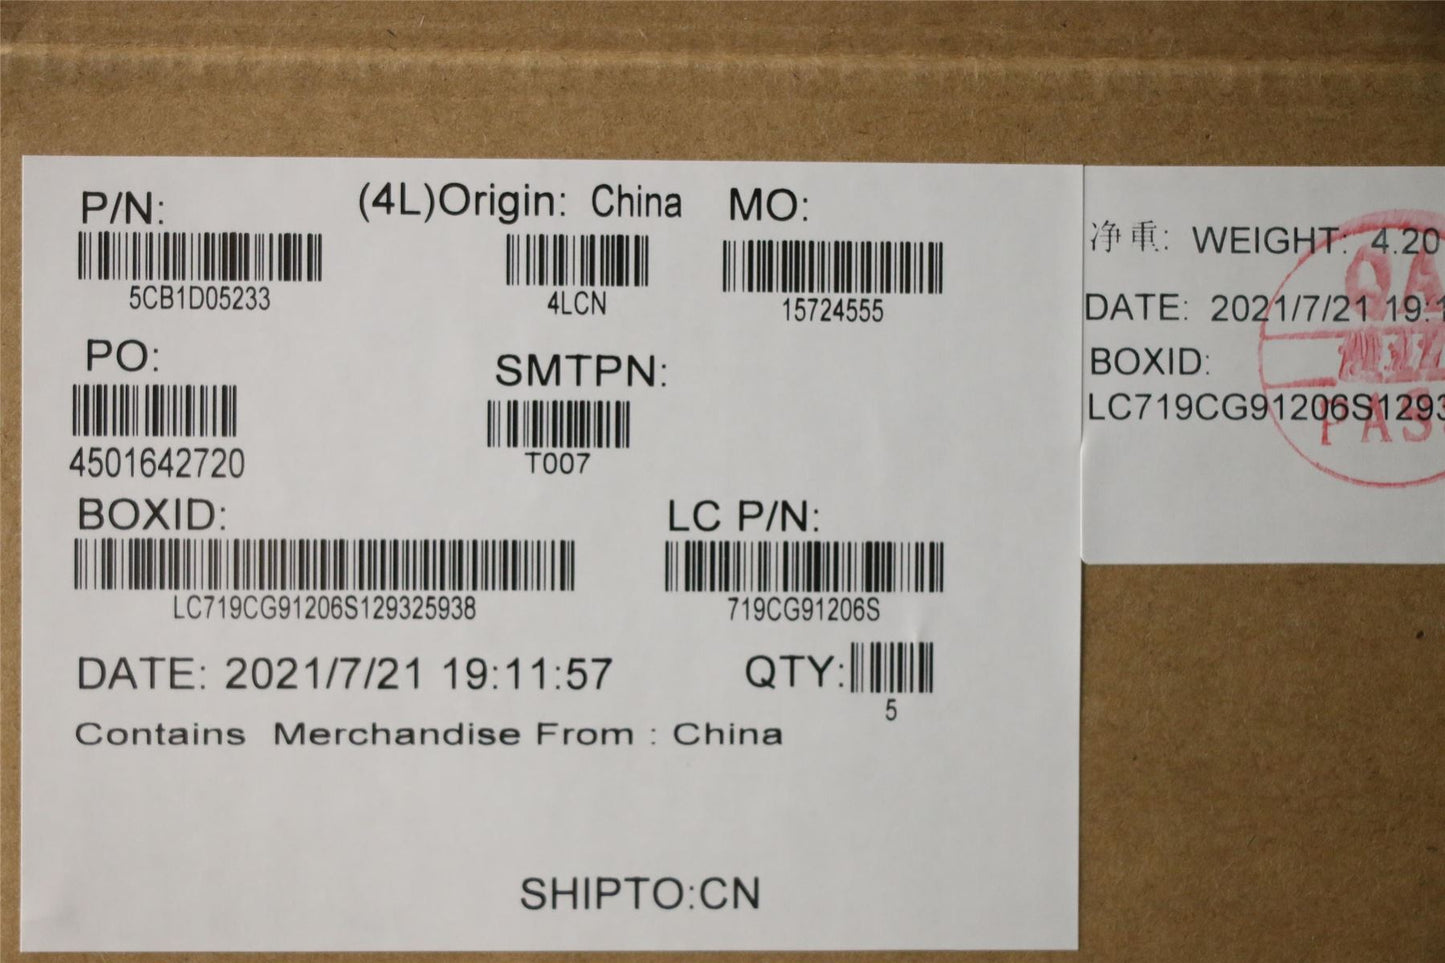 P/N: (4L)Origin: China MO:
5CB1D05233 4LCN 15724555
PO: SMTPN:
4501642720 T007
BOXID: LC P/N:
LC719CG91206S129325938 719CG91206S
DATE: 2021/7/21 19:11:57 QTY:
5
Contains Merchandise From : China
SHIPTO:CN
净重: WEIGHT: 4.20
DATE: 2021/7/21 19:1
BOXID:
LC719CG91206S1293
QA
PAS